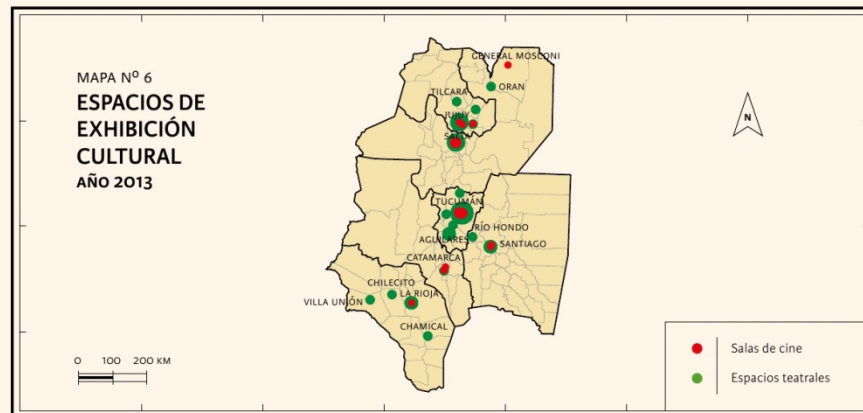 MAPA Nº 6
ESPACIOS DE
EXHIBICIÓN
CULTURAL
AÑO 2013
GENERAL MOSCONI
ORAN
TILCARA
JUJUY
SALTA
N
TUCUMÁN
RÍO HONDO
AGUILARES
SANTIAGO
CATAMARCA
CHILECITO
LA RIOJA
VILLA UNIÓN
CHAMICAL
0 100 200 KM
Salas de cine
Espacios teatrales